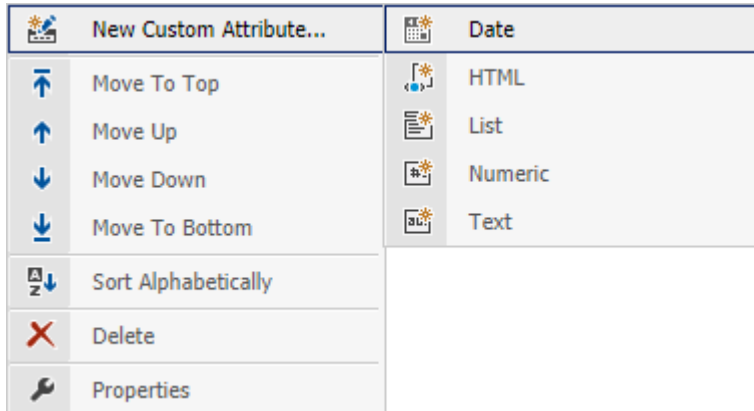 New Custom Attribute...
Move To Top
Move Up
Move Down
Move To Bottom
Sort Alphabetically
Delete
Properties
Date
HTML
List
Numeric
Text